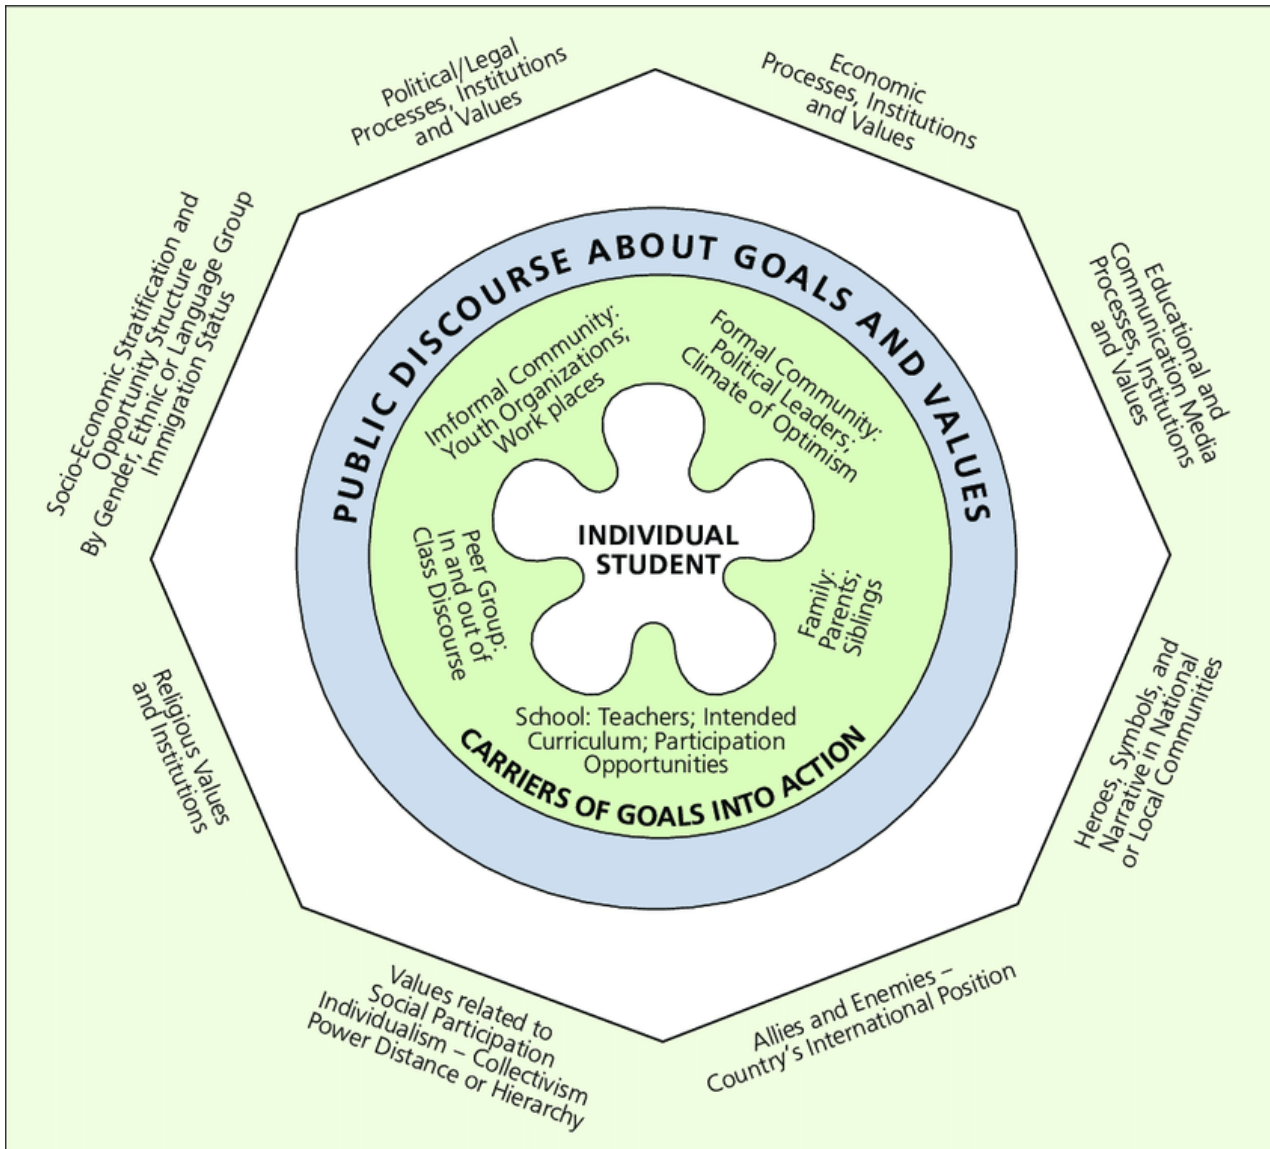 Political/Legal
Processes, Institutions
and Values
Economic
Processes, Institutions
and Values
Educational and
Communication Media
Processes, Institutions
and Values
Heroes, Symbols, and
Narrative in National
or Local Communities
Allies and Enemies –
Country's International Position
Values related to
Social Participation
Individualism – Collectivism
Power Distance or Hierarchy
Religious Values
and Institutions
Socio-Economic Stratification and
Opportunity Structure
By Gender, Ethnic or Language Group
Immigration Status
PUBLIC DISCOURSE ABOUT GOALS AND VALUES
Imformal Community:
Youth Organizations;
Work places
Formal Community:
Political Leaders;
Climate of Optimism
Family:
Parents;
Siblings
School: Teachers; Intended
Curriculum; Participation
Opportunities
Peer Group:
In and out of
Class Discourse
CARRIERS OF GOALS INTO ACTION
INDIVIDUAL
STUDENT